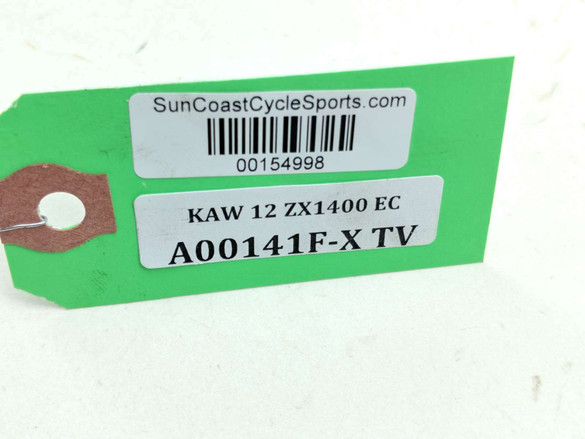 SunCoastCycleSports.com
00154998
KAW 12 ZX1400 EC
A00141F-X TV